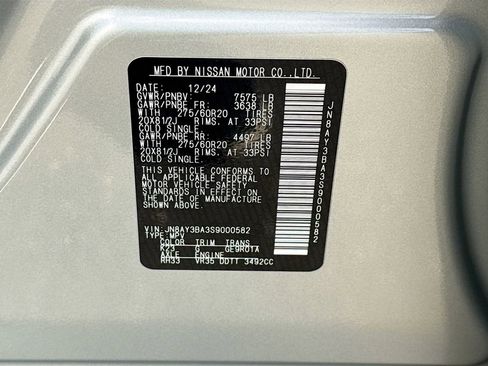 MFD BY NISSAN MOTOR CO.,LTD.
DATE: 12/24
GVWR/PNBV: 7575 LB
GAWR/PNBE FR: 3638 LB
WITH 275/60R20 TIRES
20X8 1/2J RIMS, AT 33PSI
COLD SINGLE
GAWR/PNBE RR: 4497 LB
WITH 275/60R20 TIRES
20X8 1/2J RIMS, AT 33PSI
COLD SINGLE
THIS VEHICLE CONFORMS TO
ALL APPLICABLE FEDERAL
MOTOR VEHICLE SAFETY
STANDARDS IN EFFECT ON
THE DATE OF MANUFACTURE
SHOWN ABOVE.
VIN: JN8AY3BA3S9000582
TYPE: MPV
COLOR TRIM TRANS
K23 G GE9R01A
AXLE ENGINE
RH33 VR35 DDTT 3492CC
JN8AY3BA3S9000582